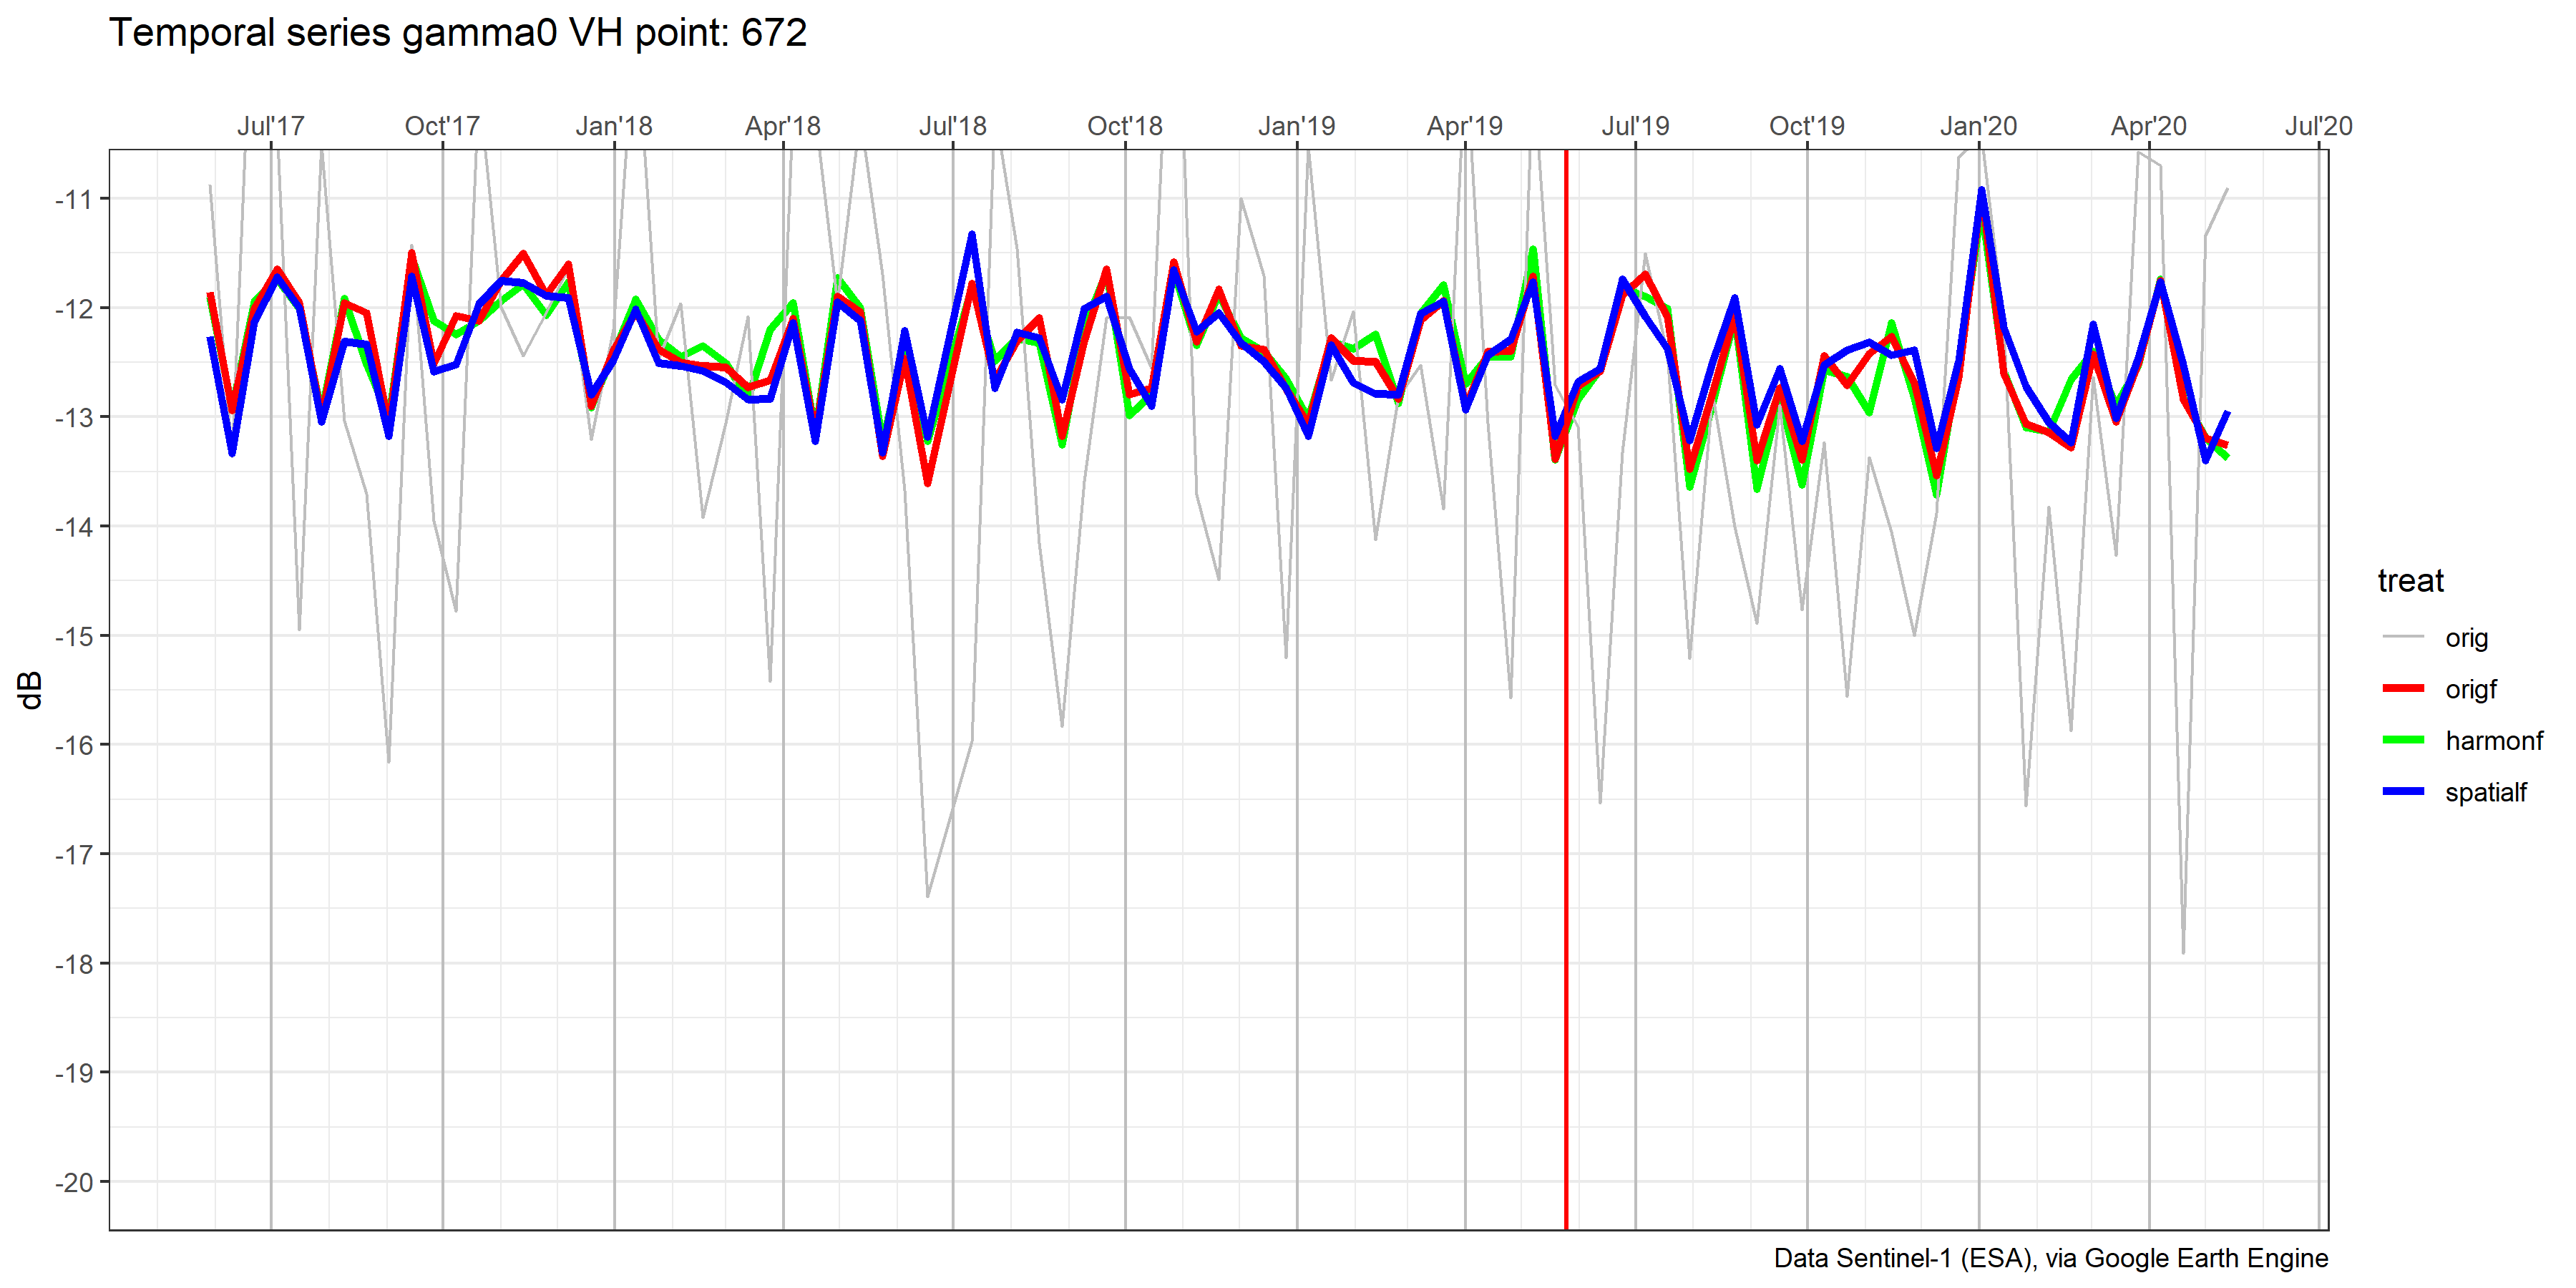 Temporal series gamma0 VH point: 672
Jul'17 Oct'17 Jan'18 Apr'18 Jul'18 Oct'18 Jan'19 Apr'19 Jul'19 Oct'19 Jan'20 Apr'20 Jul'20
-11
-12
-13
-14
-15
-16
-17
-18
-19
-20
dB
treat
orig
origf
harmonf
spatialf
Data Sentinel-1 (ESA), via Google Earth Engine